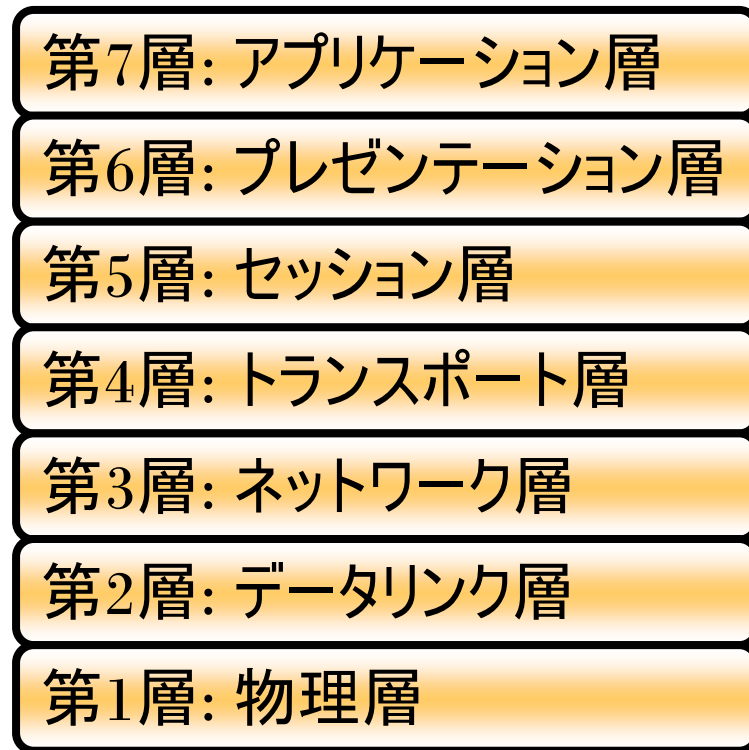 第7層: アプリケーション層
第6層: プレゼンテーション層
第5層: セッション層
第4層: トランスポート層
第3層: ネットワーク層
第2層: データリンク層
第1層: 物理層